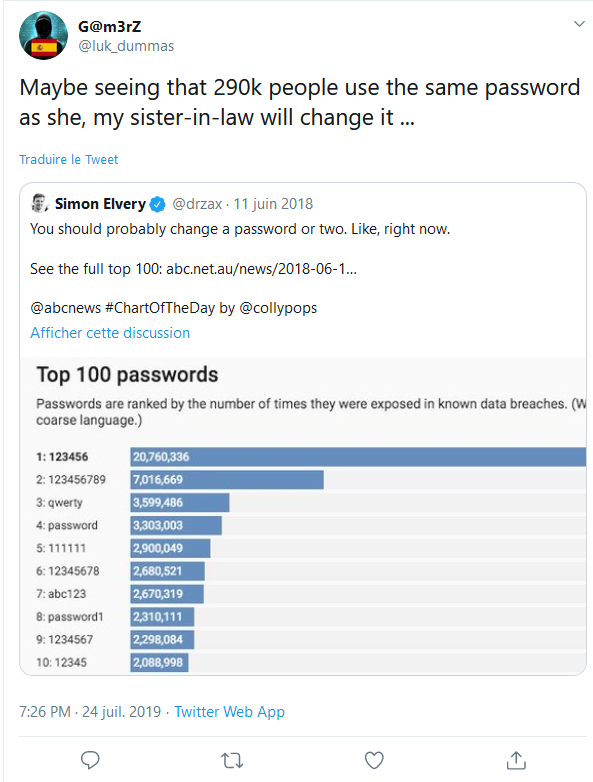 G@m3rZ
@luk_dummas
Maybe seeing that 290k people use the same password
as she, my sister-in-law will change it ...
Traduire le Tweet
Simon Elvery @drzax · 11 juin 2018
You should probably change a password or two. Like, right now.
See the full top 100: abc.net.au/news/2018-06-1...
@abcnews #ChartOfTheDay by @collypops
Afficher cette discussion
Top 100 passwords
Passwords are ranked by the number of times they were exposed in known data breaches. (W
coarse language.)
1: 123456 20,760,336
2: 123456789 7,016,669
3: qwerty 3,599,486
4: password 3,303,003
5: 111111 2,900,049
6: 12345678 2,680,521
7: abc123 2,670,319
8: password1 2,310,111
9: 1234567 2,298,084
10: 12345 2,088,998
7:26 PM · 24 juil. 2019 · Twitter Web App